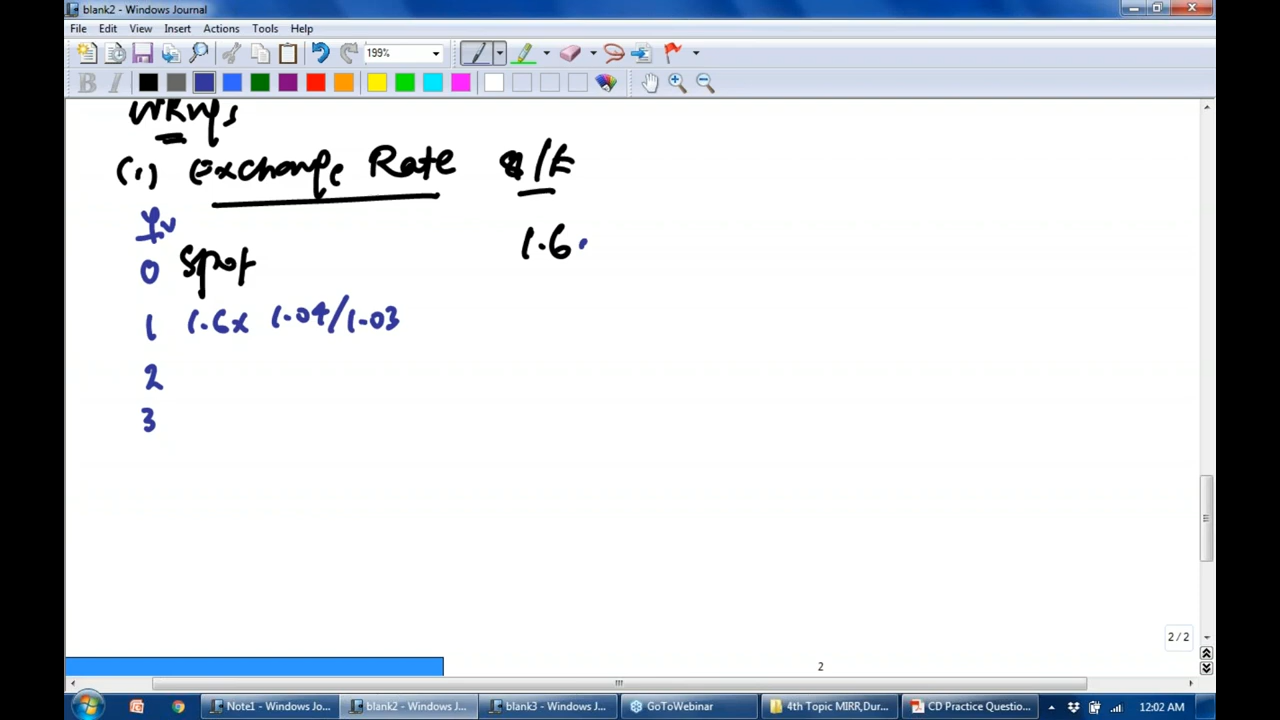 blank2 - Windows Journal
File Edit View Insert Actions Tools Help
199%
B I
(1) Exchange Rate $/£
Yr
0 Spot 1.6
1 1.6x 1.04/1.03
2
3
2 / 2
2
Note1 - Windows Jo... blank2 - Windows J... blank3 - Windows J... GoToWebinar 4th Topic MIRR,Dur... CD Practice Questio... 12:02 AM